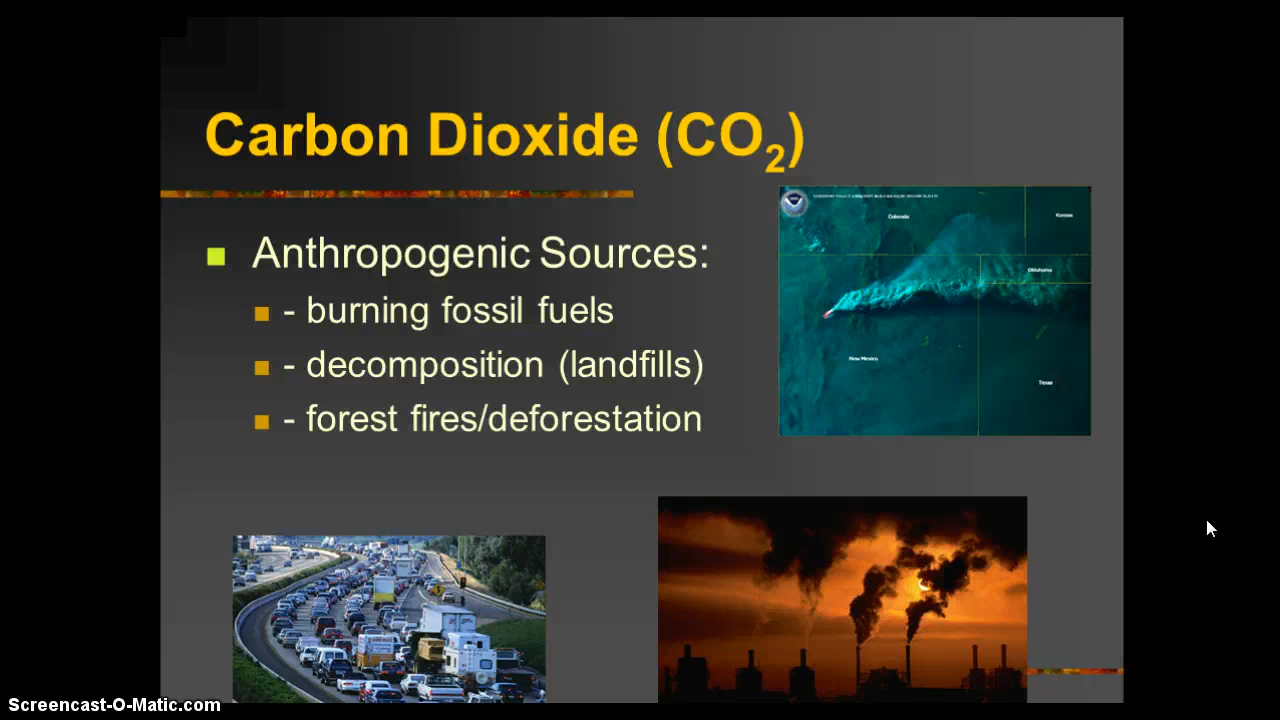 Carbon Dioxide (CO₂)
Anthropogenic Sources:
- burning fossil fuels
- decomposition (landfills)
- forest fires/deforestation
Colorado
Kansas
Oklahoma
New Mexico
Texas
Screencast-O-Matic.com